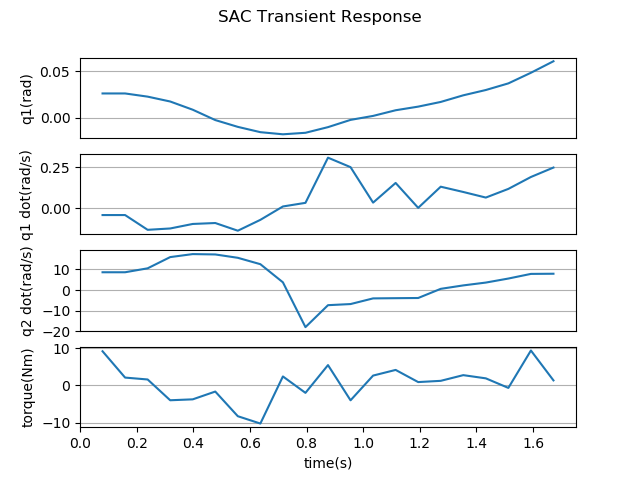 SAC Transient Response
0.05
0.00
q1(rad)
0.25
0.00
q1 dot(rad/s)
10
0
−10
−20
q2 dot(rad/s)
10
0
−10
torque(Nm)
0.0 0.2 0.4 0.6 0.8 1.0 1.2 1.4 1.6
time(s)